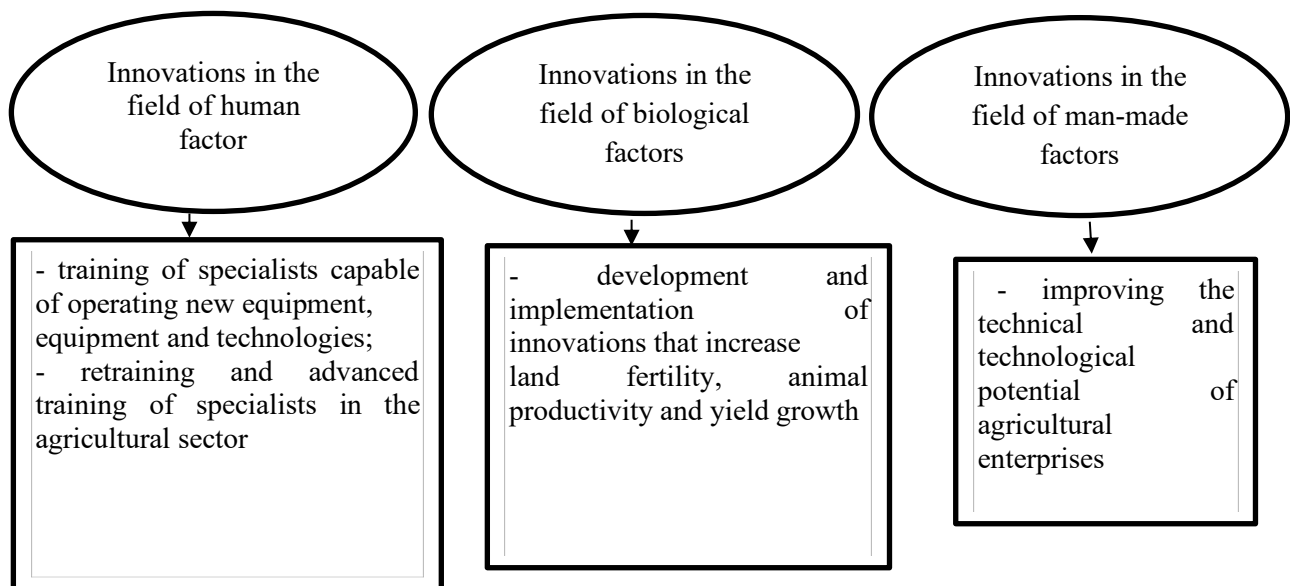 Innovations in the
field of human
factor
Innovations in the
field of biological
factors
Innovations in the
field of man-made
factors
- training of specialists capable
of operating new equipment,
equipment and technologies;
- retraining and advanced
training of specialists in the
agricultural sector
- development and
implementation of
innovations that increase
land fertility, animal
productivity and yield growth
- improving the
technical and
technological
potential of
agricultural
enterprises